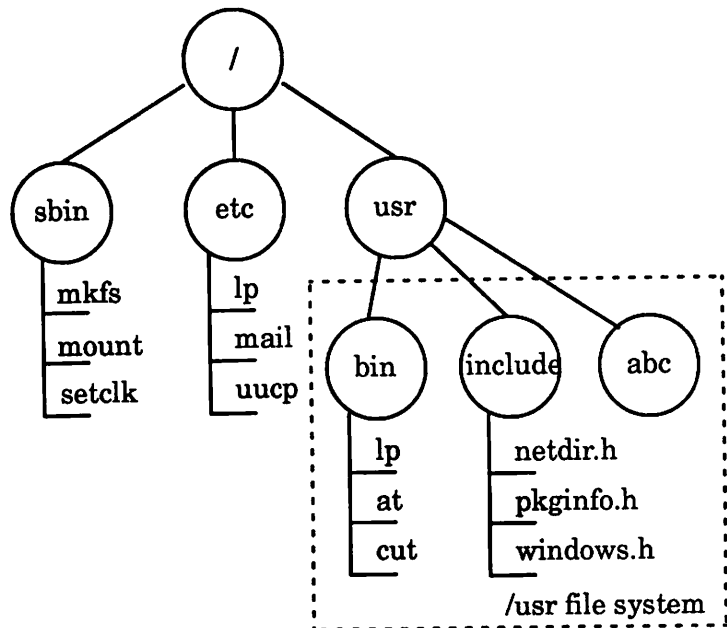 /
sbin
etc
usr
mkfs
mount
setclk
lp
mail
uucp
bin
include
abc
lp
at
cut
netdir.h
pkginfo.h
windows.h
/usr file system